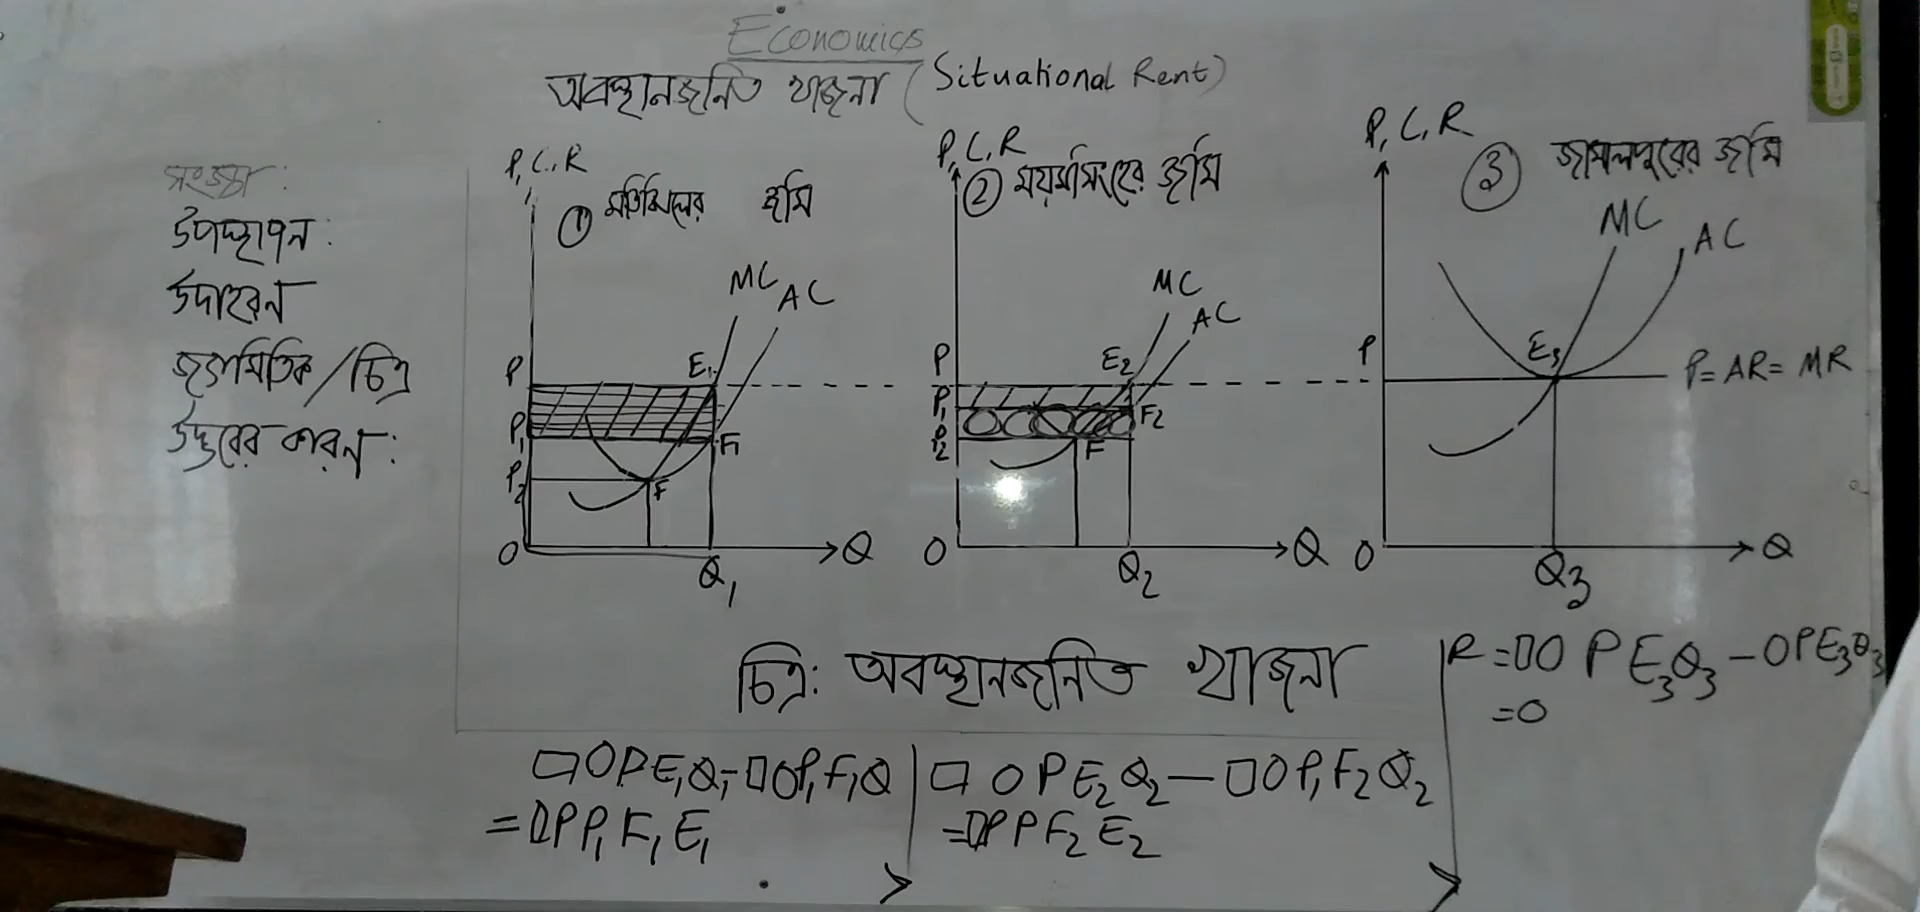 Economics
অবস্থানজনিত খাজনা (Situational Rent)
সংজ্ঞা:
উপস্থাপন:
উদাহরন
জ্যামিতিক/চিত্র
উদ্ভবের কারন:
P, C, R
① মতিঝিলের জমি
MC
AC
P
E₁
P₁
F₁
P₂
F
O
Q₁
Q
P, C, R
② ময়মনসিংহের জমি
MC
AC
P
E₂
P₁
F₂
P₂
F
O
Q₂
Q
P, C, R
③ জামালপুরের জমি
MC
AC
P
E₃
P = AR = MR
O
Q₃
Q
চিত্র: অবস্থানজনিত খাজনা
□OPE₁Q₁-□OP₁F₁Q
=□PP₁F₁E₁
□ OPE₂Q₂ - □OP₁F₂Q₂
=□PPF₂E₂
R = □OPE₃Q₃ - OPE₃Q₃
=0